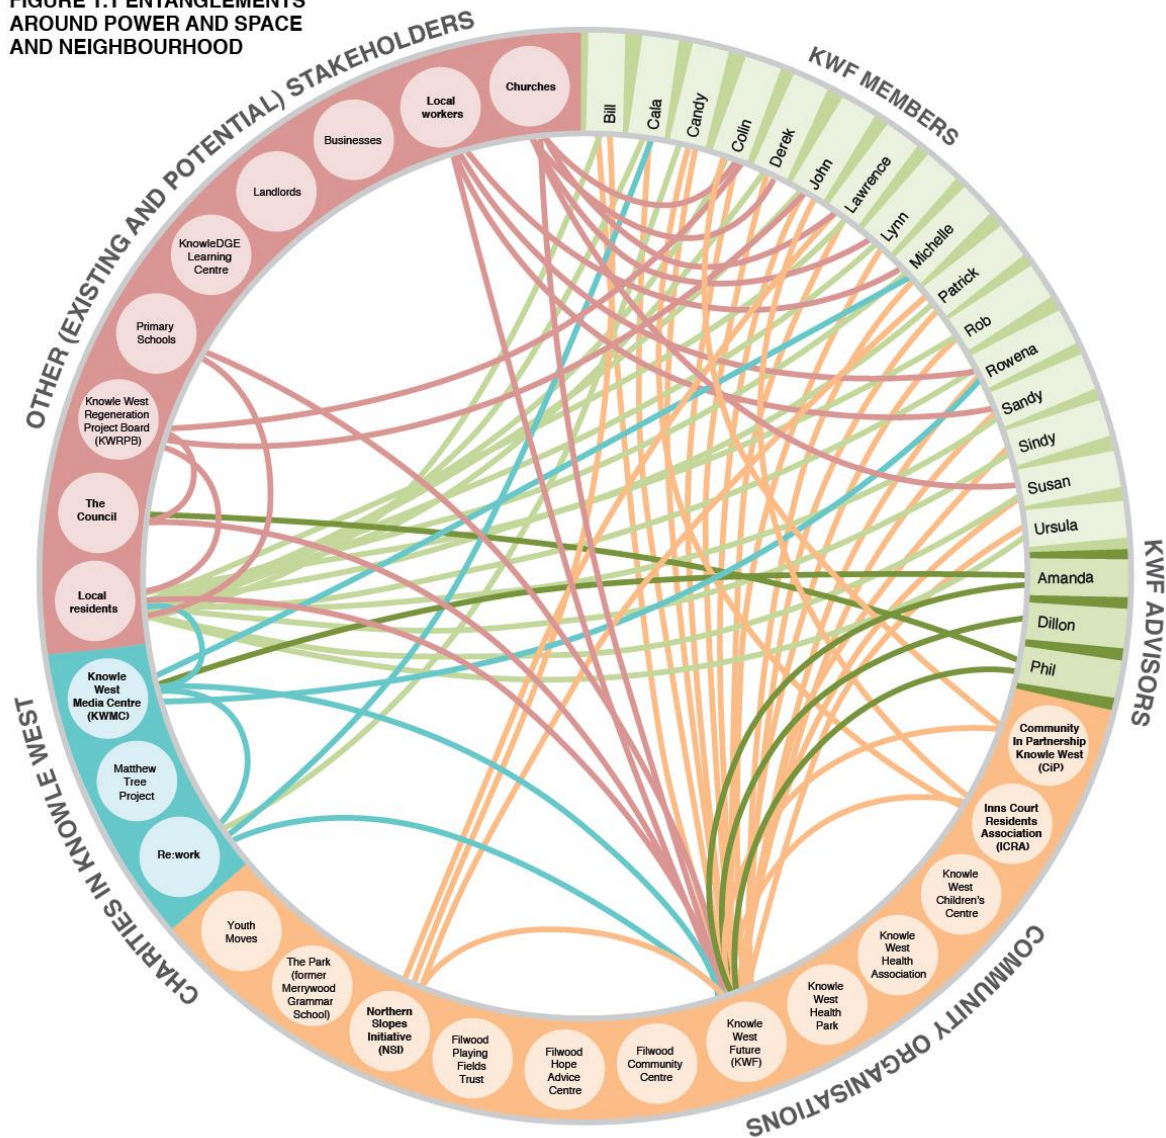 FIGURE 1.1 ENTANGLEMENTS
AROUND POWER AND SPACE
AND NEIGHBOURHOOD
OTHER (EXISTING AND POTENTIAL) STAKEHOLDERS
Churches
Local
workers
Businesses
Landlords
KnowleDGE
Learning
Centre
Primary
Schools
Knowle West
Regeneration
Project Board
(KWRPB)
The
Council
Local
residents
KWF MEMBERS
Bill
Cala
Candy
Colin
Derek
John
Lawrence
Lynn
Michelle
Patrick
Rob
Rowena
Sandy
Sindy
Susan
Ursula
KWF ADVISORS
Amanda
Dillon
Phil
COMMUNITY ORGANISATIONS
Community
In Partnership
Knowle West
(CiP)
Inns Court
Residents
Association
(ICRA)
Knowle
West
Children's
Centre
Knowle
West
Health
Association
Knowle
West
Health
Park
Knowle
West
Future
(KWF)
Filwood
Community
Centre
Filwood
Hope
Advice
Centre
Filwood
Playing
Fields
Trust
Northern
Slopes
Initiative
(NSI)
The Park
(former
Merrywood
Grammar
School)
Youth
Moves
CHARITIES IN KNOWLE WEST
Re:work
Matthew
Tree
Project
Knowle
West
Media Centre
(KWMC)